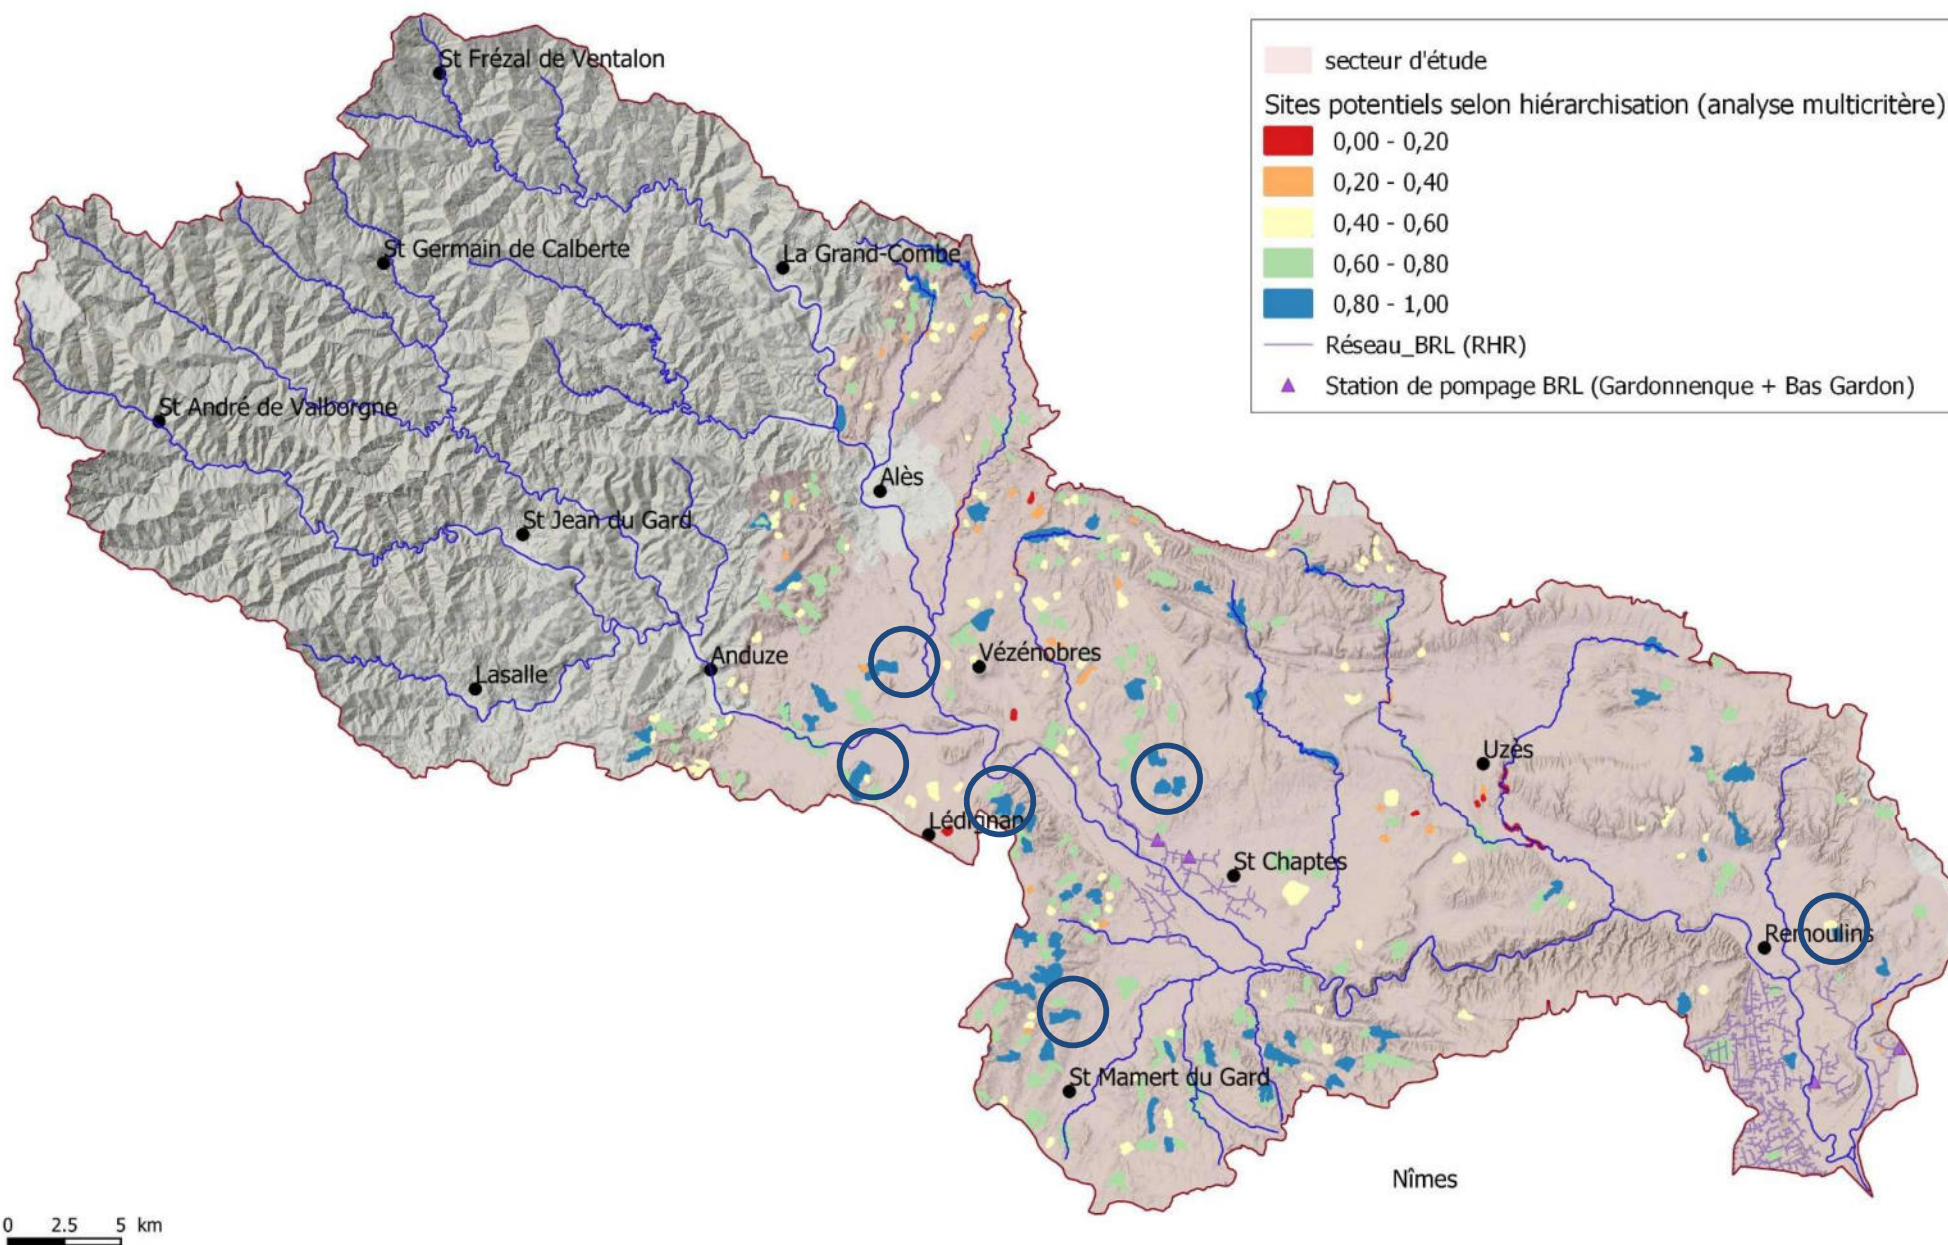 St Frézal de Ventalon
St Germain de Calberte
La Grand-Combe
St André de Valborgne
Alès
St Jean du Gard
Anduze
Vézénobres
Lasalle
Uzès
Lédignan
St Chaptes
Remoulins
St Mamert du Gard
Nîmes
secteur d'étude
Sites potentiels selon hiérarchisation (analyse multicritère)
0,00 - 0,20
0,20 - 0,40
0,40 - 0,60
0,60 - 0,80
0,80 - 1,00
Réseau_BRL (RHR)
Station de pompage BRL (Gardonnenque + Bas Gardon)
0 2.5 5 km